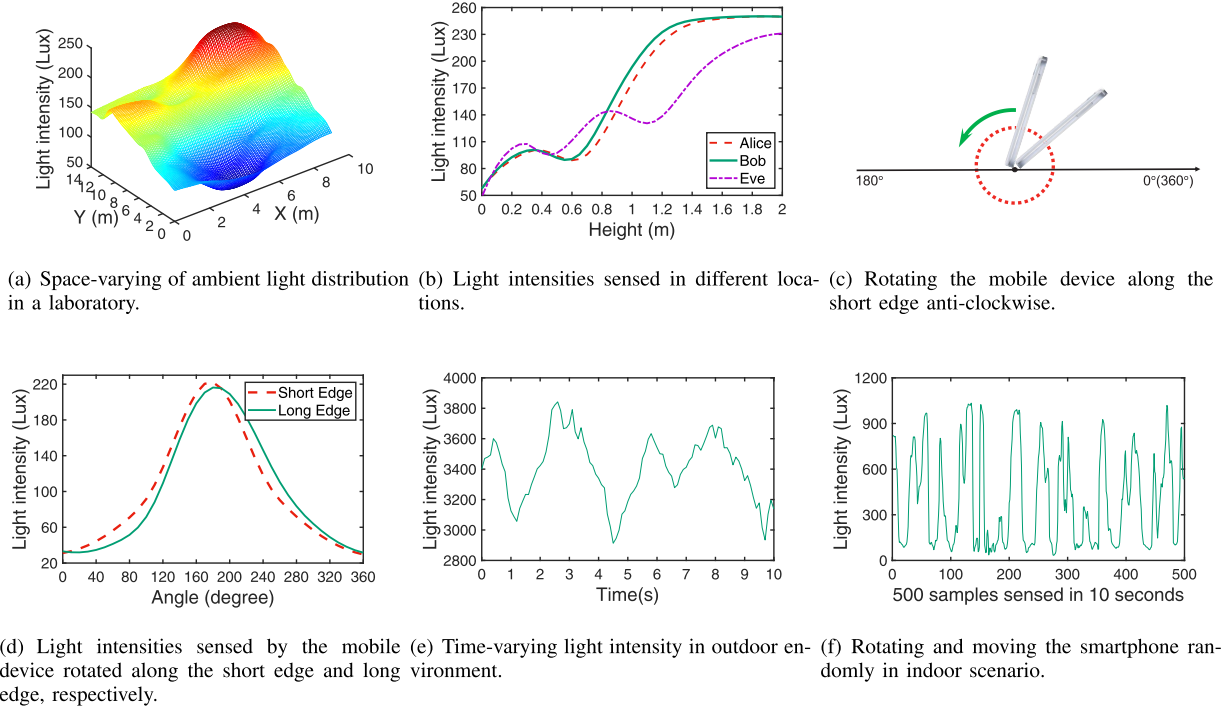 Light intensity (Lux)
250
200
150
100
50
14
12
10
8
6
4
2
0
Y (m)
0
2
4
6
8
10
X (m)
(a) Space-varying of ambient light distribution
in a laboratory.
Light intensity (Lux)
260
230
200
170
140
110
80
50
0 0.2 0.4 0.6 0.8 1 1.2 1.4 1.6 1.8 2
Height (m)
Alice
Bob
Eve
(b) Light intensities sensed in different loca-
tions.
180°
0°(360°)
(c) Rotating the mobile device along the
short edge anti-clockwise.
Light intensity (Lux)
220
180
140
100
60
20
0 40 80 120 160 200 240 280 320 360
Angle (degree)
Short Edge
Long Edge
(d) Light intensities sensed by the mobile
device rotated along the short edge and long
edge, respectively.
Light intensity (Lux)
4000
3800
3600
3400
3200
3000
2800
0 1 2 3 4 5 6 7 8 9 10
Time(s)
(e) Time-varying light intensity in outdoor en-
vironment.
Light intensity (Lux)
1200
900
600
300
0
0 100 200 300 400 500
500 samples sensed in 10 seconds
(f) Rotating and moving the smartphone ran-
domly in indoor scenario.